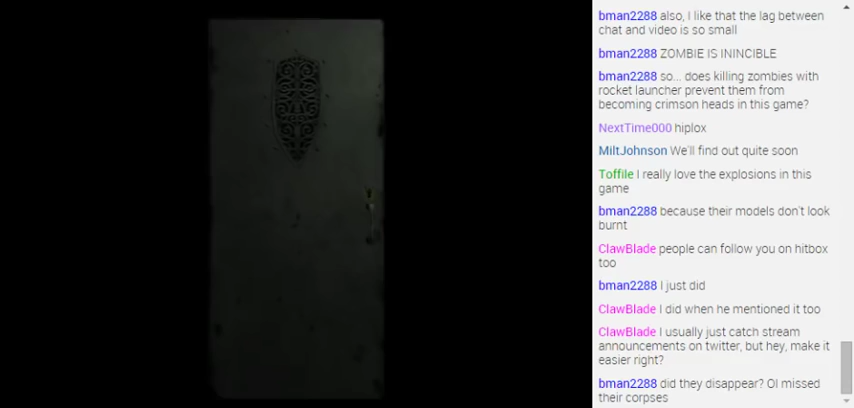 bman2288 also, I like that the lag between
chat and video is so small
bman2288 ZOMBIE IS ININCIBLE
bman2288 so... does killing zombies with
rocket launcher prevent them from
becoming crimson heads in this game?
NextTime000 hiplox
MiltJohnson We'll find out quite soon
Toffile I really love the explosions in this
game
bman2288 because their models don't look
burnt
ClawBlade people can follow you on hitbox
too
bman2288 I just did
ClawBlade I did when he mentioned it too
ClawBlade I usually just catch stream
announcements on twitter, but hey, make it
easier right?
bman2288 did they disappear? OI missed
their corpses